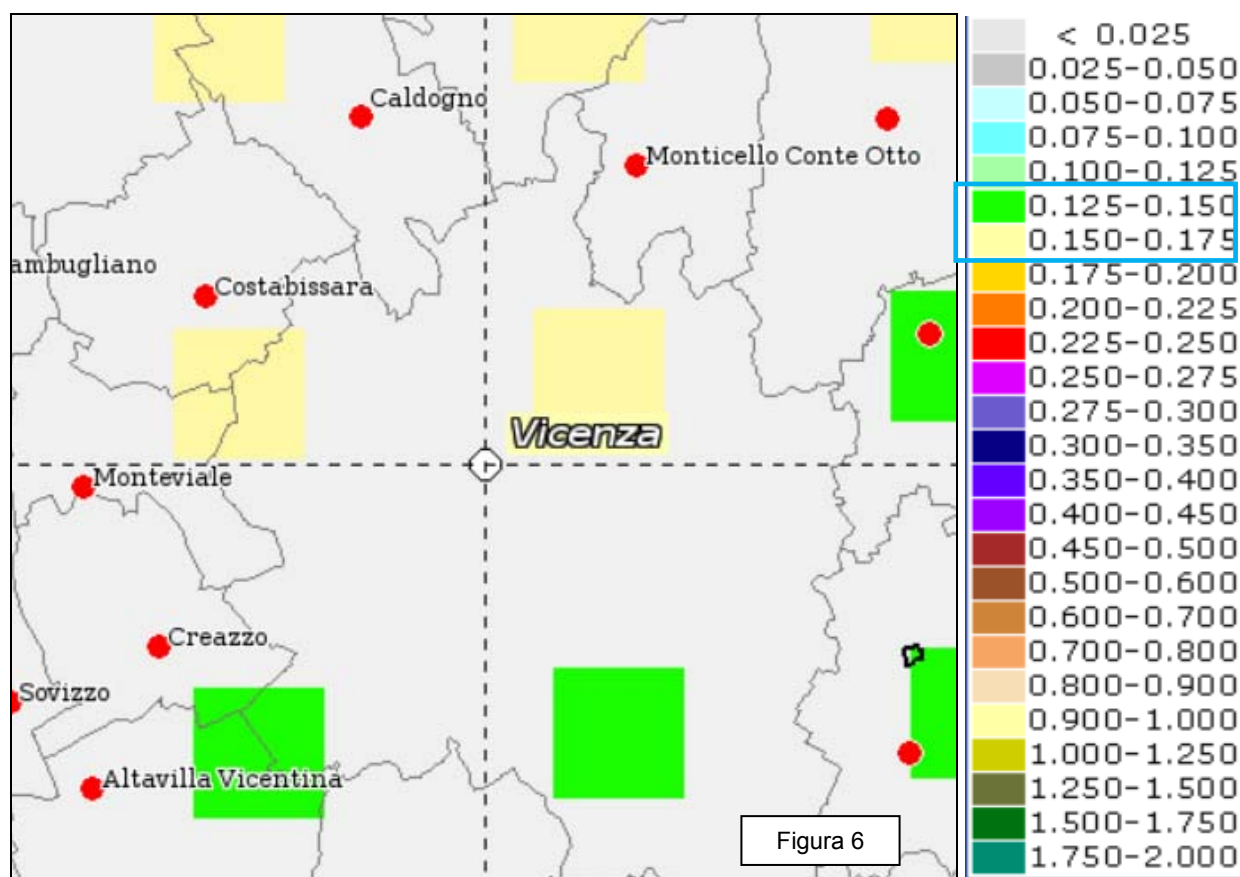 Caldogno
Monticello Conte Otto
ambugliano
Costabissara
Vicenza
Monteviale
Creazzo
Sovizzo
Altavilla Vicentina
Figura 6
< 0.025
0.025-0.050
0.050-0.075
0.075-0.100
0.100-0.125
0.125-0.150
0.150-0.175
0.175-0.200
0.200-0.225
0.225-0.250
0.250-0.275
0.275-0.300
0.300-0.350
0.350-0.400
0.400-0.450
0.450-0.500
0.500-0.600
0.600-0.700
0.700-0.800
0.800-0.900
0.900-1.000
1.000-1.250
1.250-1.500
1.500-1.750
1.750-2.000